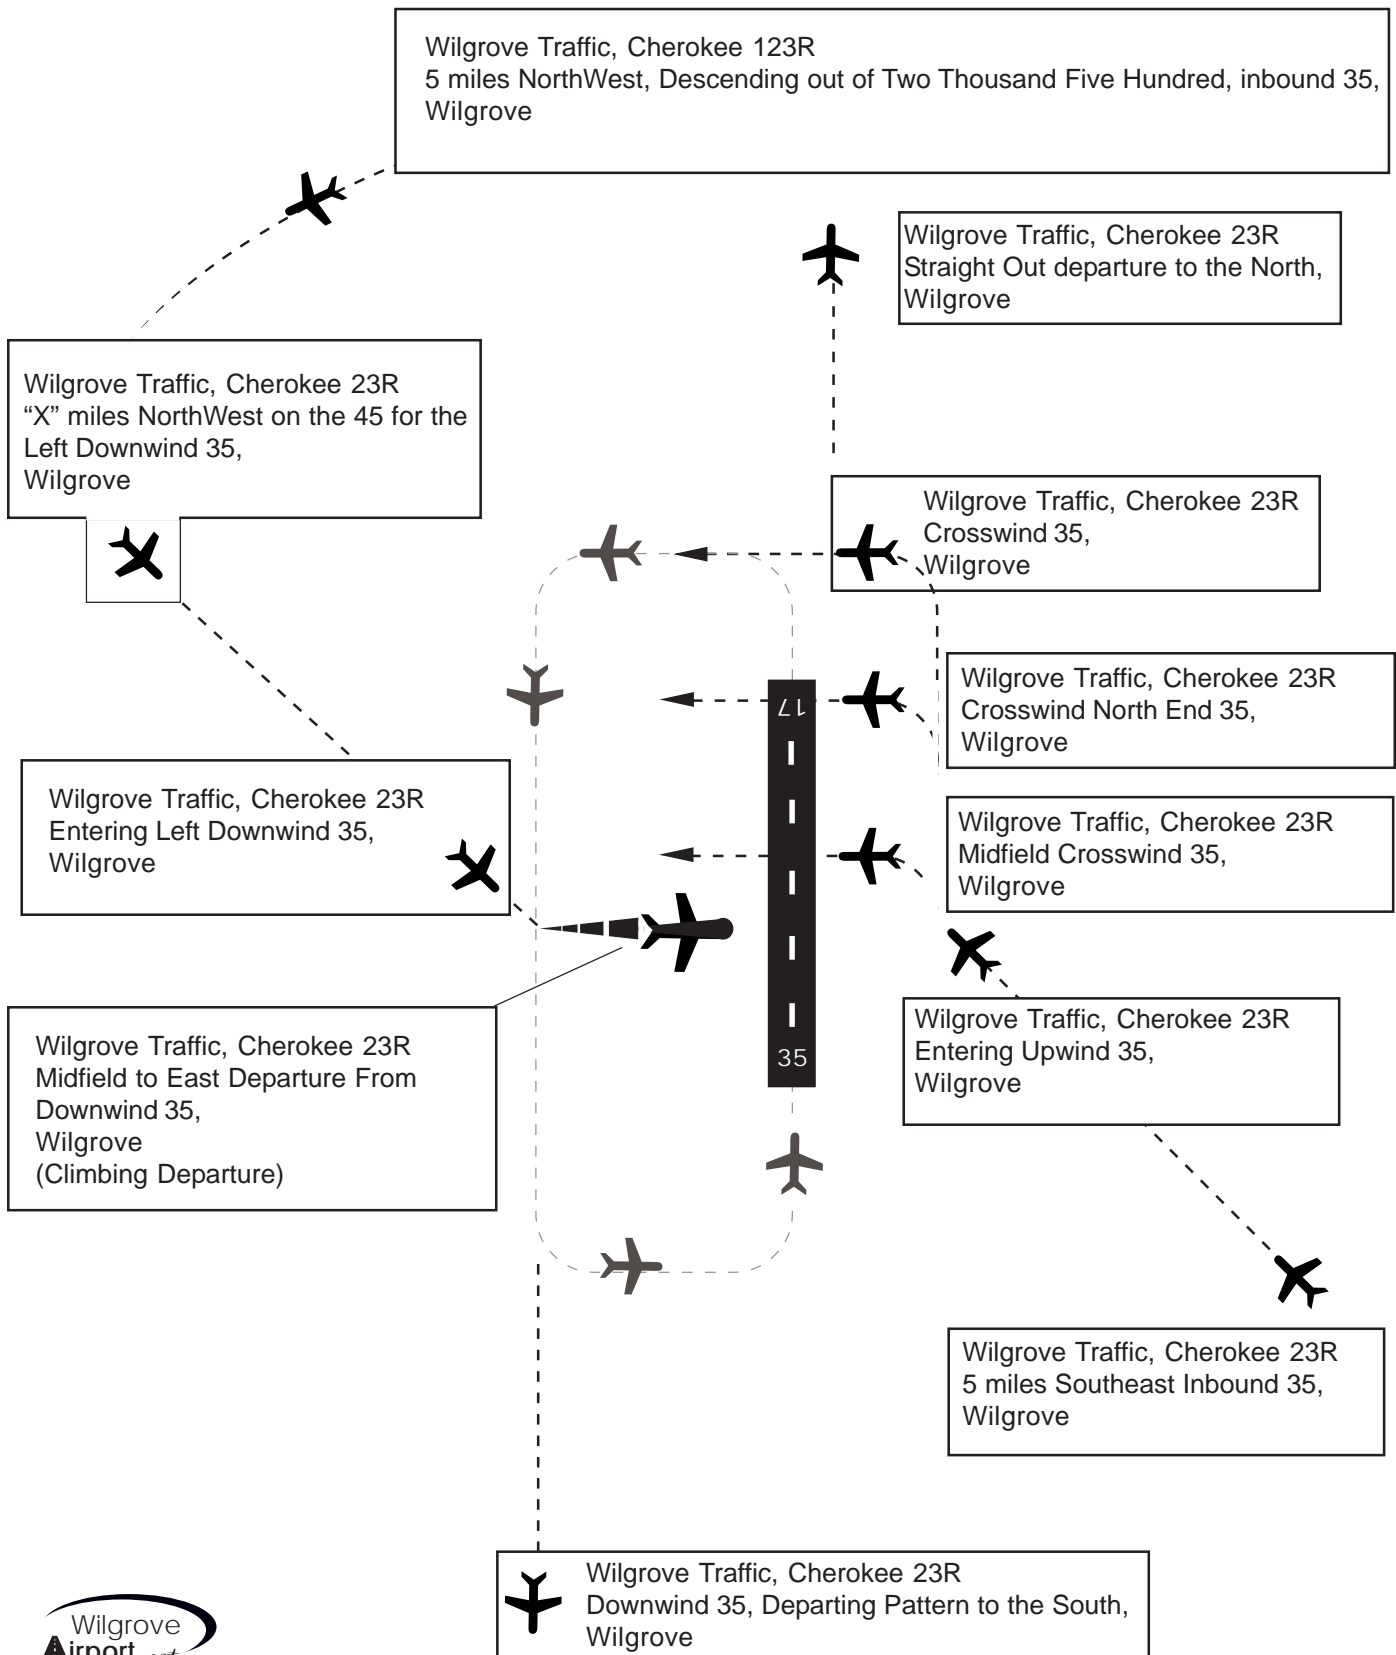 Wilgrove Traffic, Cherokee 123R
5 miles NorthWest, Descending out of Two Thousand Five Hundred, inbound 35,
Wilgrove
Wilgrove Traffic, Cherokee 23R
Straight Out departure to the North,
Wilgrove
Wilgrove Traffic, Cherokee 23R
“X” miles NorthWest on the 45 for the
Left Downwind 35,
Wilgrove
Wilgrove Traffic, Cherokee 23R
Crosswind 35,
Wilgrove
Wilgrove Traffic, Cherokee 23R
Crosswind North End 35,
Wilgrove
17
Wilgrove Traffic, Cherokee 23R
Entering Left Downwind 35,
Wilgrove
Wilgrove Traffic, Cherokee 23R
Midfield Crosswind 35,
Wilgrove
Wilgrove Traffic, Cherokee 23R
Entering Upwind 35,
Wilgrove
35
Wilgrove Traffic, Cherokee 23R
Midfield to East Departure From
Downwind 35,
Wilgrove
(Climbing Departure)
Wilgrove Traffic, Cherokee 23R
5 miles Southeast Inbound 35,
Wilgrove
Wilgrove Traffic, Cherokee 23R
Downwind 35, Departing Pattern to the South,
Wilgrove
Wilgrove
Airport